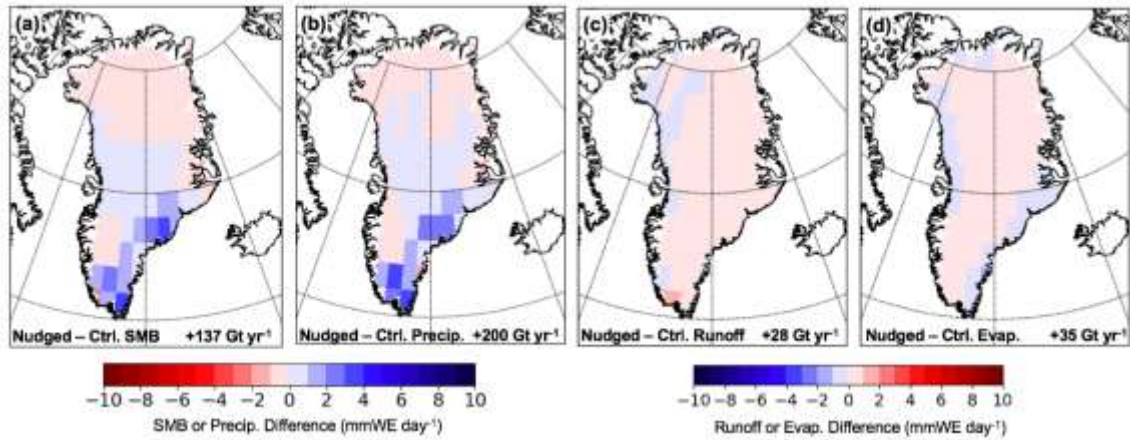 (a) (b) (c) (d)
Nudged – Ctrl. SMB +137 Gt yr⁻¹
Nudged – Ctrl. Precip. +200 Gt yr⁻¹
Nudged – Ctrl. Runoff +28 Gt yr⁻¹
Nudged – Ctrl. Evap. +35 Gt yr⁻¹
−10 −8 −6 −4 −2 0 2 4 6 8 10
SMB or Precip. Difference (mmWE day⁻¹)
−10 −8 −6 −4 −2 0 2 4 6 8 10
Runoff or Evap. Difference (mmWE day⁻¹)